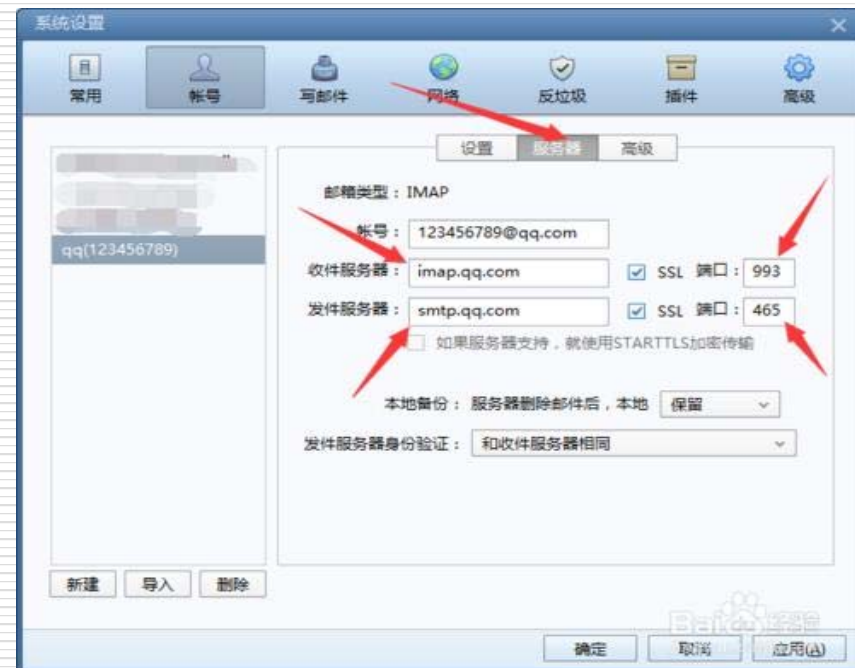 系统设置
常用 帐号 写邮件 网络 反垃圾 插件 高级
设置 服务器 高级
邮箱类型：IMAP
帐号：123456789@qq.com
qq(123456789)
收件服务器：imap.qq.com SSL 端口：993
发件服务器：smtp.qq.com SSL 端口：465
如果服务器支持，就使用STARTTLS加密传输
本地备份：服务器删除邮件后，本地 保留
发件服务器身份验证：和收件服务器相同
新建 导入 删除
Baidu 经验
确定 取消 应用(A)